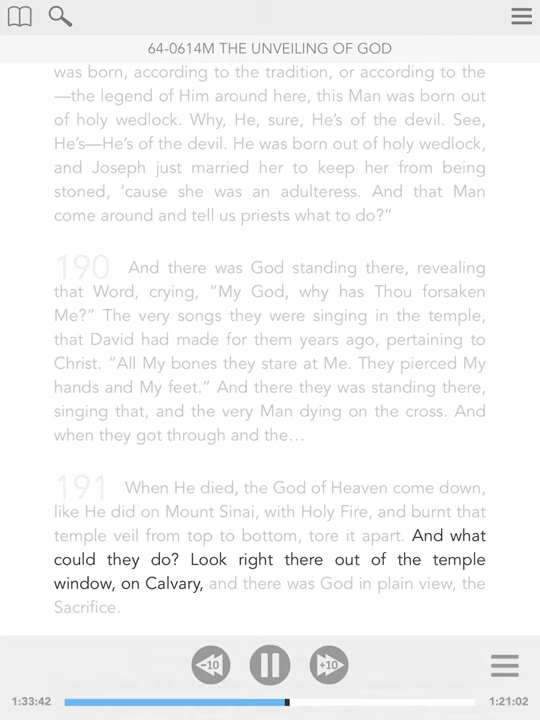 64-0614M THE UNVEILING OF GOD
was born, according to the tradition, or according to the
—the legend of Him around here, this Man was born out
of holy wedlock. Why, He, sure, He's of the devil. See,
He's—He's of the devil. He was born out of holy wedlock,
and Joseph just married her to keep her from being
stoned, ’cause she was an adulteress. And that Man
come around and tell us priests what to do?”
190 And there was God standing there, revealing
that Word, crying, “My God, why has Thou forsaken
Me?” The very songs they were singing in the temple,
that David had made for them years ago, pertaining to
Christ. “All My bones they stare at Me. They pierced My
hands and My feet.” And there they was standing there,
singing that, and the very Man dying on the cross. And
when they got through and the…
191 When He died, the God of Heaven come down,
like He did on Mount Sinai, with Holy Fire, and burnt that
temple veil from top to bottom, tore it apart. And what
could they do? Look right there out of the temple
window, on Calvary, and there was God in plain view, the
Sacrifice.
-10 +10
1:33:42 1:21:02